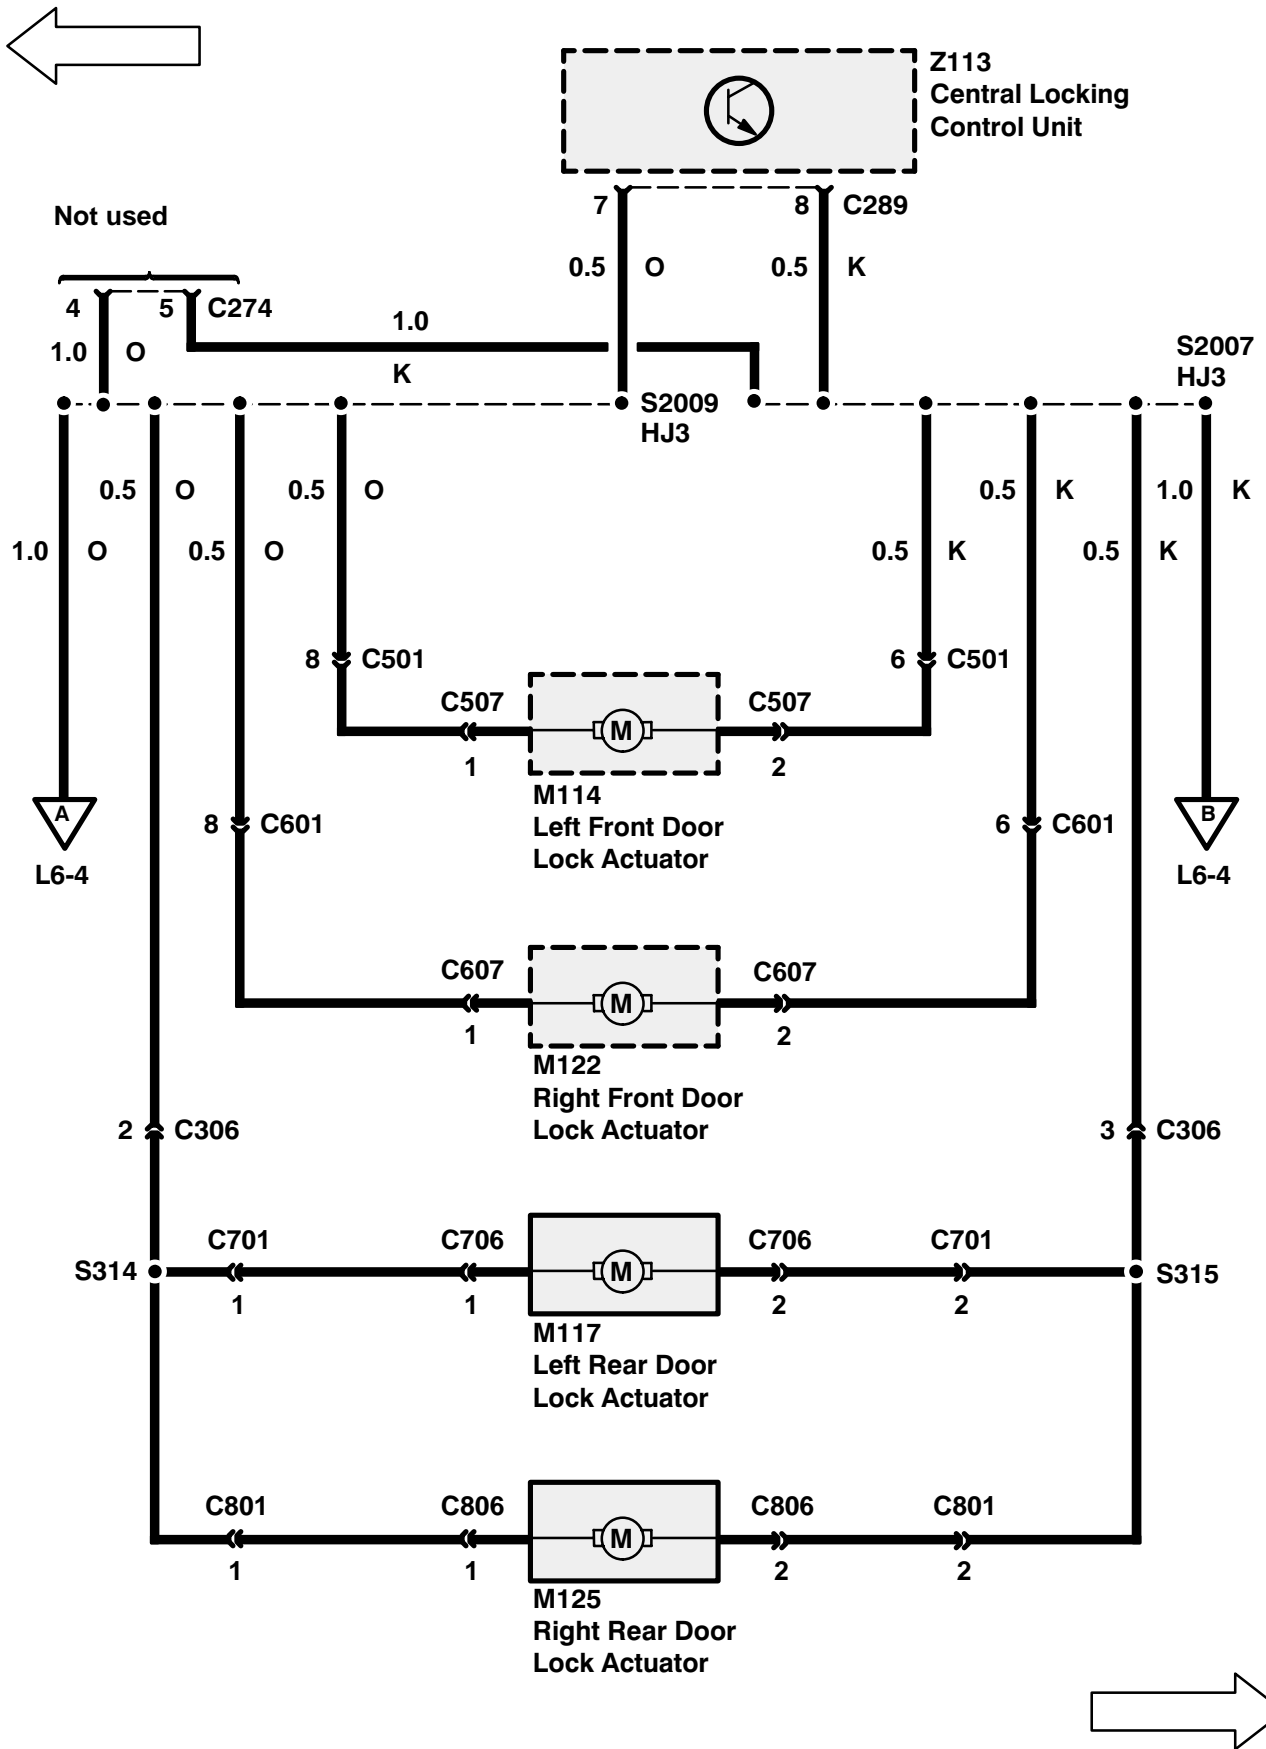 Z113
Central Locking
Control Unit
7
8
C289
Not used
0.5
O
0.5
K
4
5
C274
1.0
1.0
O
K
S2007
HJ3
S2009
HJ3
0.5
O
0.5
O
0.5
K
1.0
K
1.0
O
0.5
O
0.5
K
0.5
K
8
C501
6
C501
C507
M
C507
1
2
M114
Left Front Door
Lock Actuator
A
8
C601
6
C601
B
L6-4
L6-4
C607
M
C607
1
2
M122
Right Front Door
Lock Actuator
2
C306
3
C306
C701
C706
C706
C701
S314
M
S315
1
1
2
2
M117
Left Rear Door
Lock Actuator
C801
C806
C806
C801
M
1
1
2
2
M125
Right Rear Door
Lock Actuator